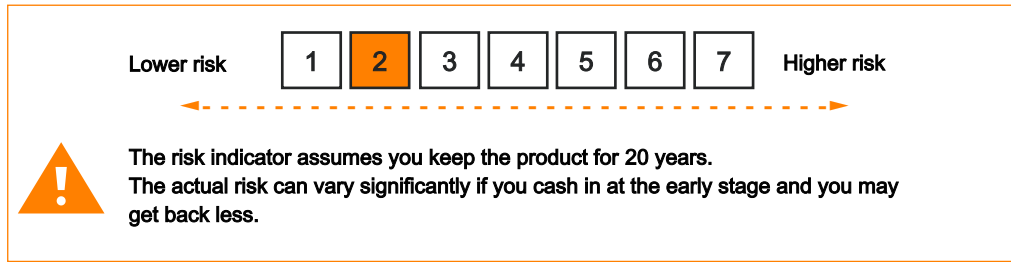 Lower risk 1 2 3 4 5 6 7 Higher risk
!
The risk indicator assumes you keep the product for 20 years.
The actual risk can vary significantly if you cash in at the early stage and you may
get back less.